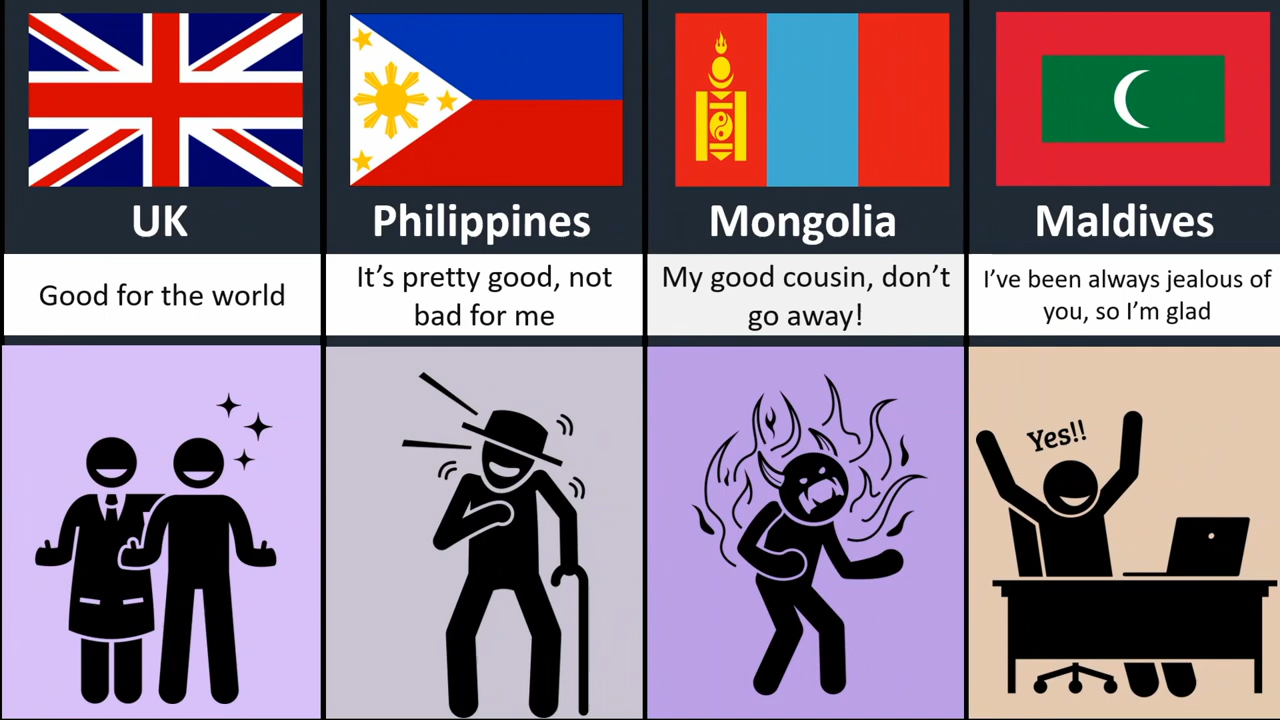 UK
Good for the world
Philippines
It's pretty good, not
bad for me
Mongolia
My good cousin, don't
go away!
Maldives
I've been always jealous of
you, so I'm glad
Yes!!